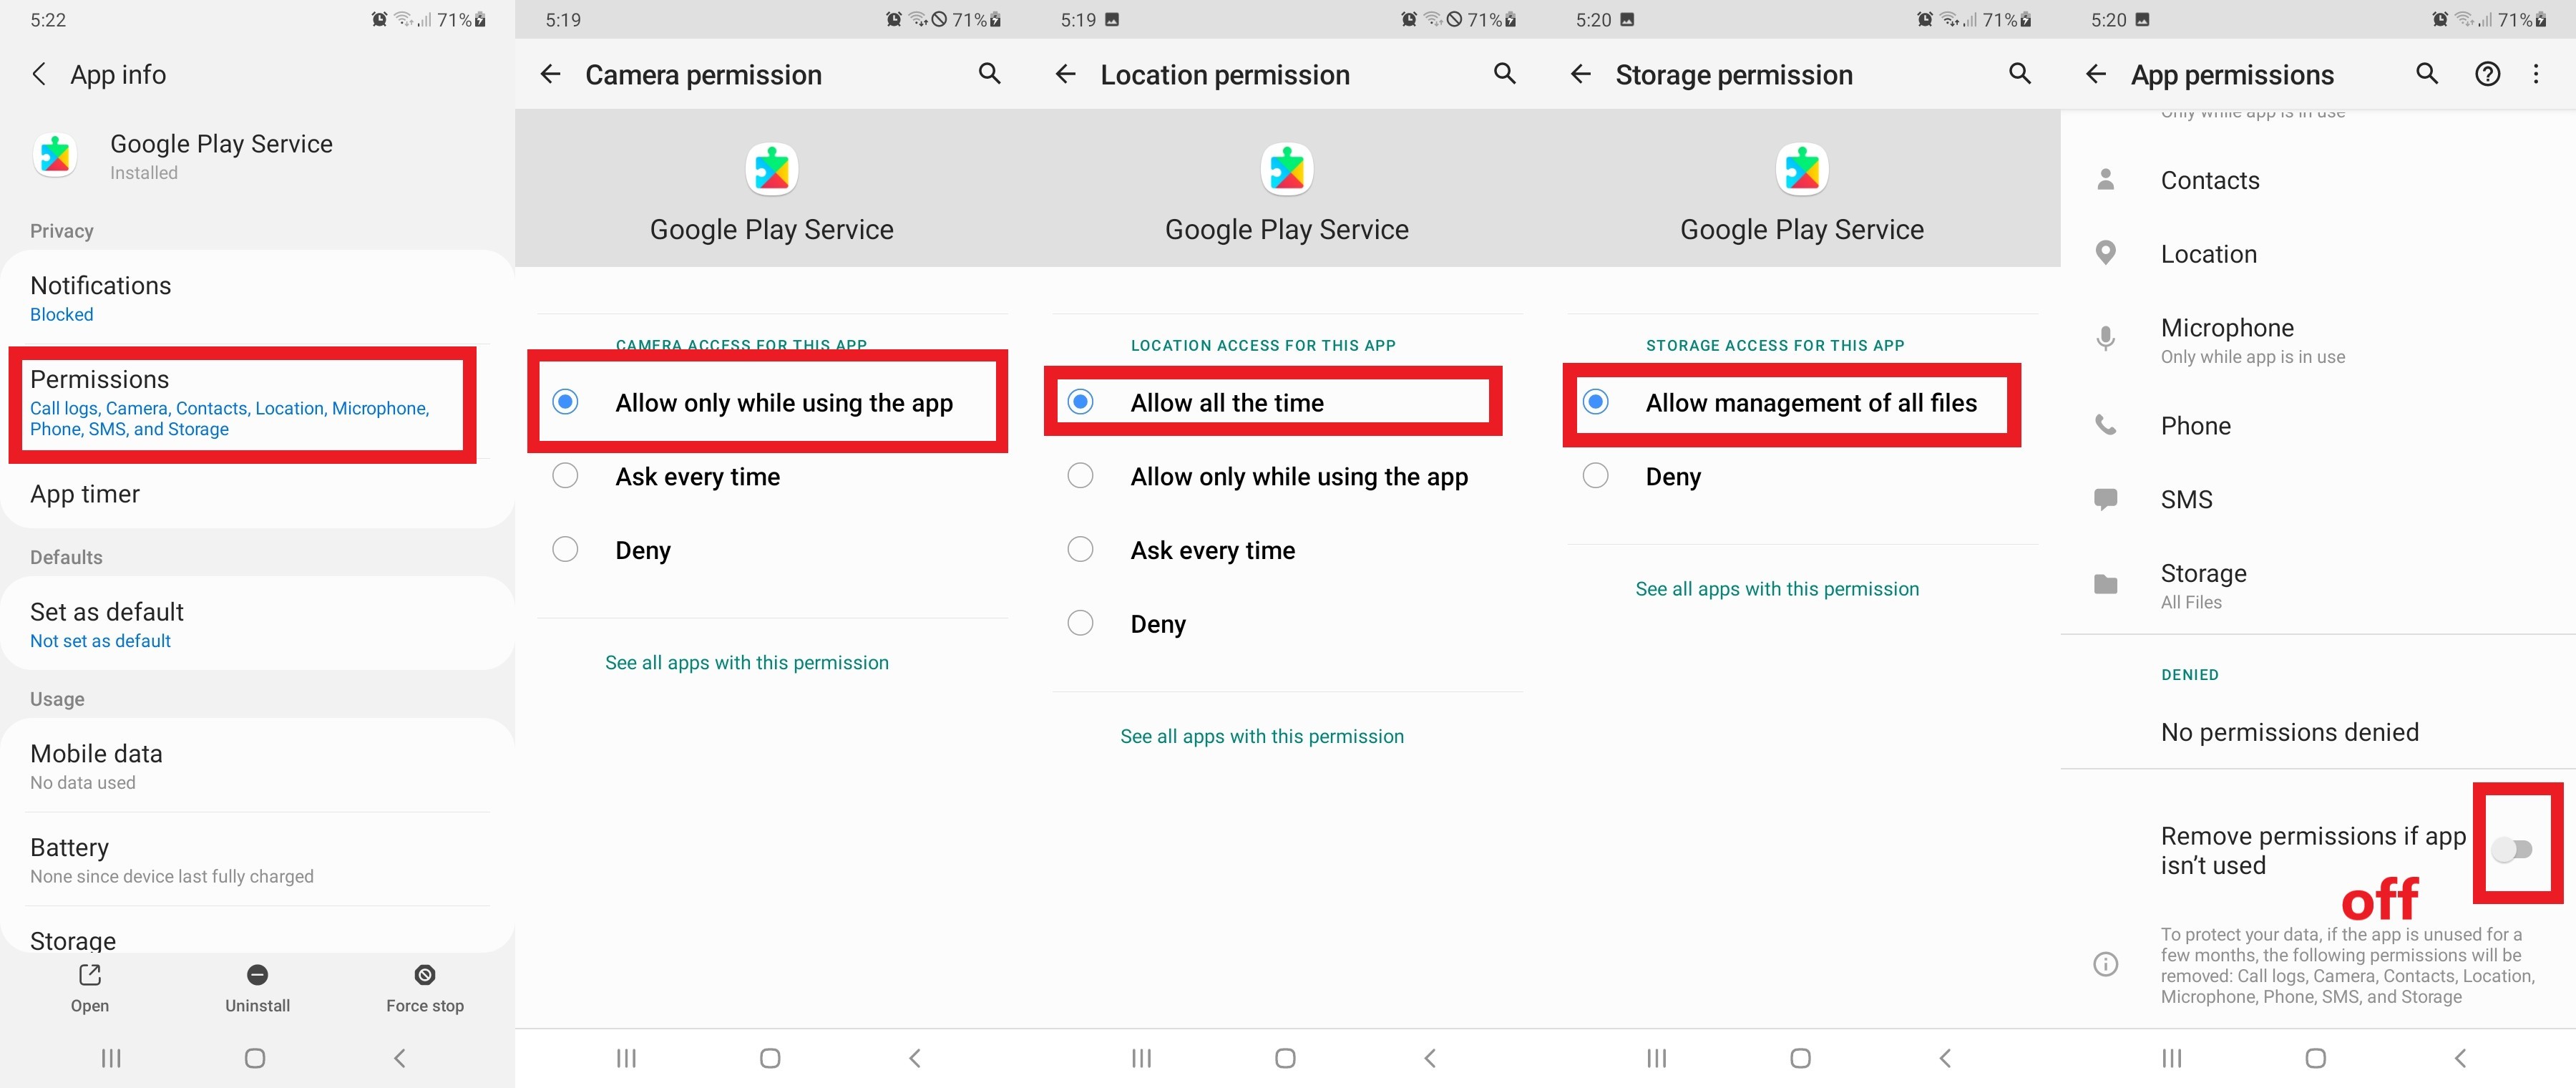 5:22
71%
App info
Google Play Service
Installed
Privacy
Notifications
Blocked
Permissions
Call logs, Camera, Contacts, Location, Microphone,
Phone, SMS, and Storage
App timer
Defaults
Set as default
Not set as default
Usage
Mobile data
No data used
Battery
None since device last fully charged
Storage
Open
Uninstall
Force stop
5:19
71%
Camera permission
Google Play Service
CAMERA ACCESS FOR THIS APP
Allow only while using the app
Ask every time
Deny
See all apps with this permission
5:19
71%
Location permission
Google Play Service
LOCATION ACCESS FOR THIS APP
Allow all the time
Allow only while using the app
Ask every time
Deny
See all apps with this permission
5:20
71%
Storage permission
Google Play Service
STORAGE ACCESS FOR THIS APP
Allow management of all files
Deny
See all apps with this permission
5:20
71%
App permissions
Only while app is in use
Contacts
Location
Microphone
Only while app is in use
Phone
SMS
Storage
All Files
DENIED
No permissions denied
Remove permissions if app
isn't used
off
To protect your data, if the app is unused for a
few months, the following permissions will be
removed: Call logs, Camera, Contacts, Location,
Microphone, Phone, SMS, and Storage